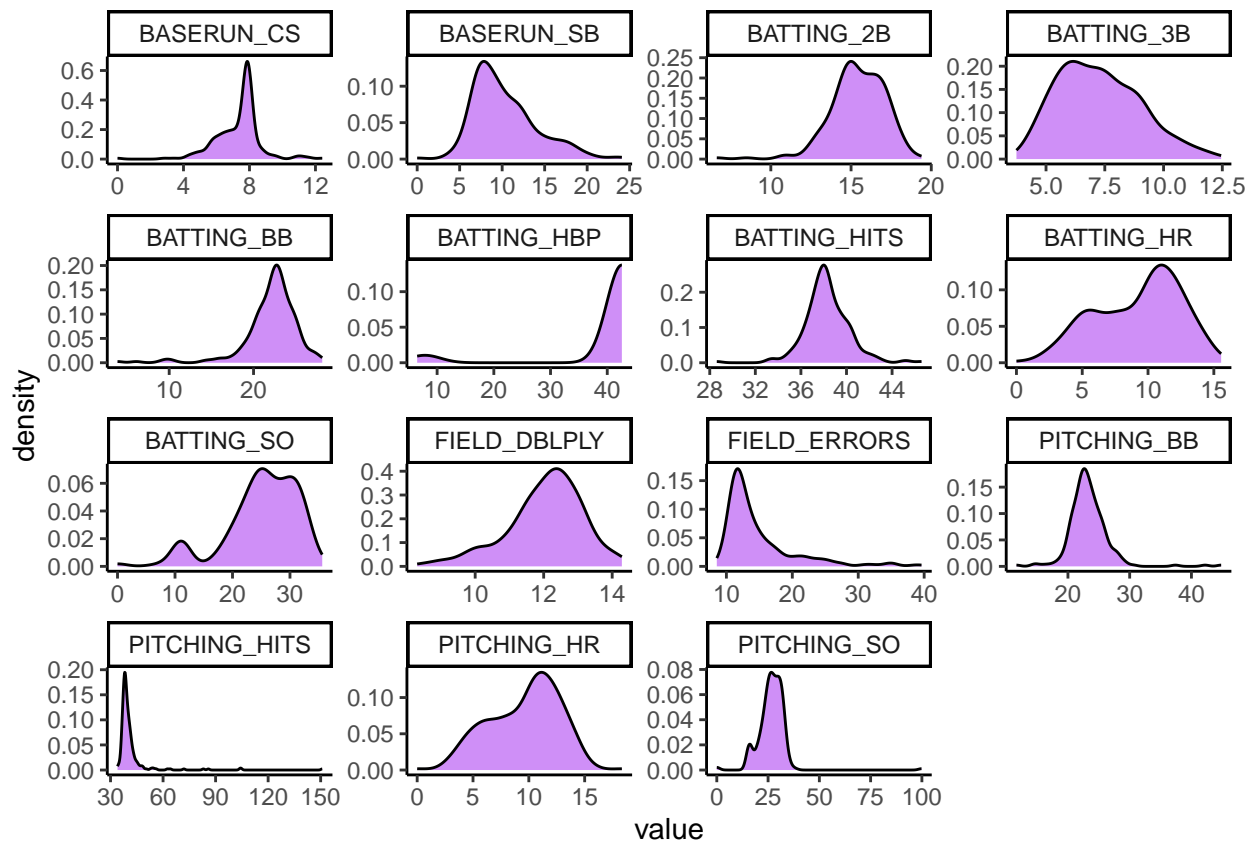 BASERUN_CS BASERUN_SB BATTING_2B BATTING_3B
0.6 0.4 0.2 0.0 0.10 0.05 0.00 0.25 0.20 0.15 0.10 0.05 0.00 0.20 0.15 0.10 0.05 0.00
0 4 8 12 0 5 10 15 20 25 10 15 20 5.0 7.5 10.0 12.5
BATTING_BB BATTING_HBP BATTING_HITS BATTING_HR
0.20 0.15 0.10 0.05 0.00 0.10 0.05 0.00 0.2 0.1 0.0 0.10 0.05 0.00
10 20 10 20 30 40 28 32 36 40 44 0 5 10 15
density
BATTING_SO FIELD_DBLPLY FIELD_ERRORS PITCHING_BB
0.06 0.04 0.02 0.00 0.4 0.3 0.2 0.1 0.0 0.15 0.10 0.05 0.00 0.15 0.10 0.05 0.00
0 10 20 30 10 12 14 10 20 30 40 20 30 40
PITCHING_HITS PITCHING_HR PITCHING_SO
0.20 0.15 0.10 0.05 0.00 0.10 0.05 0.00 0.08 0.06 0.04 0.02 0.00
30 60 90 120 150 0 5 10 15 0 25 50 75 100
value